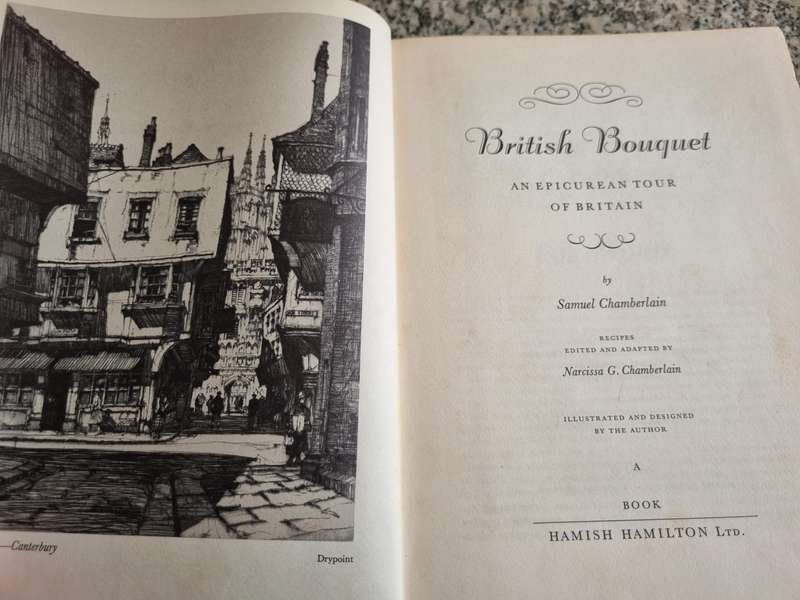 —Canterbury
Drypoint
British Bouquet
AN EPICUREAN TOUR
OF BRITAIN
by
Samuel Chamberlain
RECIPES
EDITED AND ADAPTED BY
Narcissa G. Chamberlain
ILLUSTRATED AND DESIGNED
BY THE AUTHOR
A
BOOK
HAMISH HAMILTON LTD.